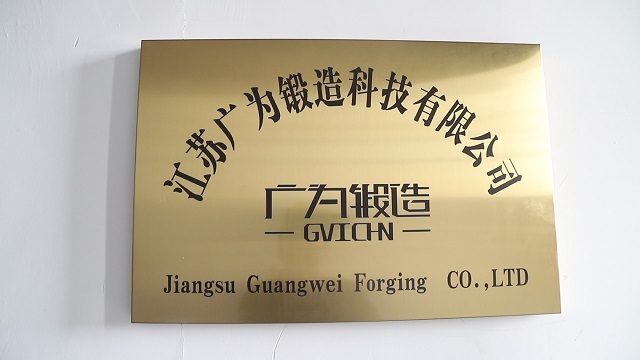 江苏广为锻造科技有限公司
广为锻造
GVICHN
Jiangsu Guangwei Forging CO.,LTD